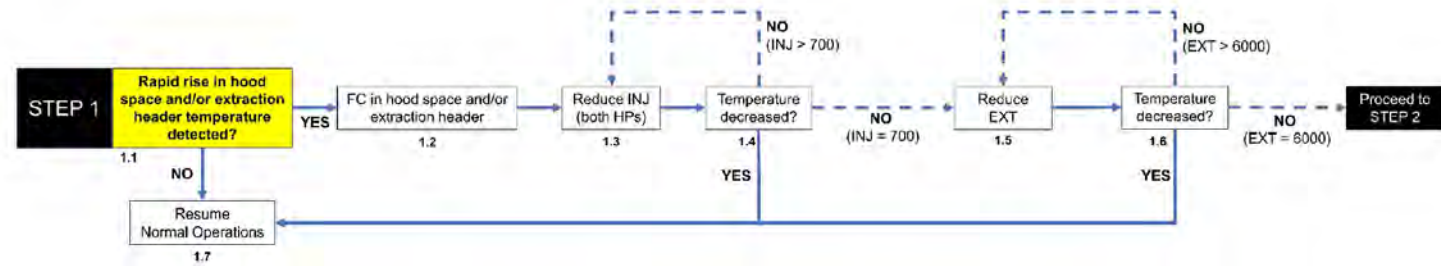 STEP 1
Rapid rise in hood
space and/or extraction
header temperature
detected?
1.1
YES
NO
FC in hood space and/or
extraction header
1.2
Reduce INJ
(both HPs)
1.3
NO
(INJ > 700)
Temperature
decreased?
1.4
YES
NO
(INJ = 700)
Reduce
EXT
1.5
NO
(EXT > 6000)
Temperature
decreased?
1.6
YES
NO
(EXT = 6000)
Proceed to
STEP 2
Resume
Normal Operations
1.7